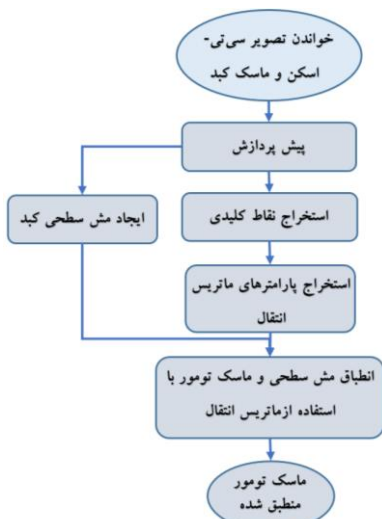 خواندن تصویر سی‌تی-
اسکن و ماسک کبد
پیش پردازش
ایجاد مش سطحی کبد
استخراج نقاط کلیدی
استخراج پارامترهای ماتریس
انتقال
انطباق مش سطحی و ماسک تومور با
استفاده ازماتریس انتقال
ماسک تومور
منطبق شده